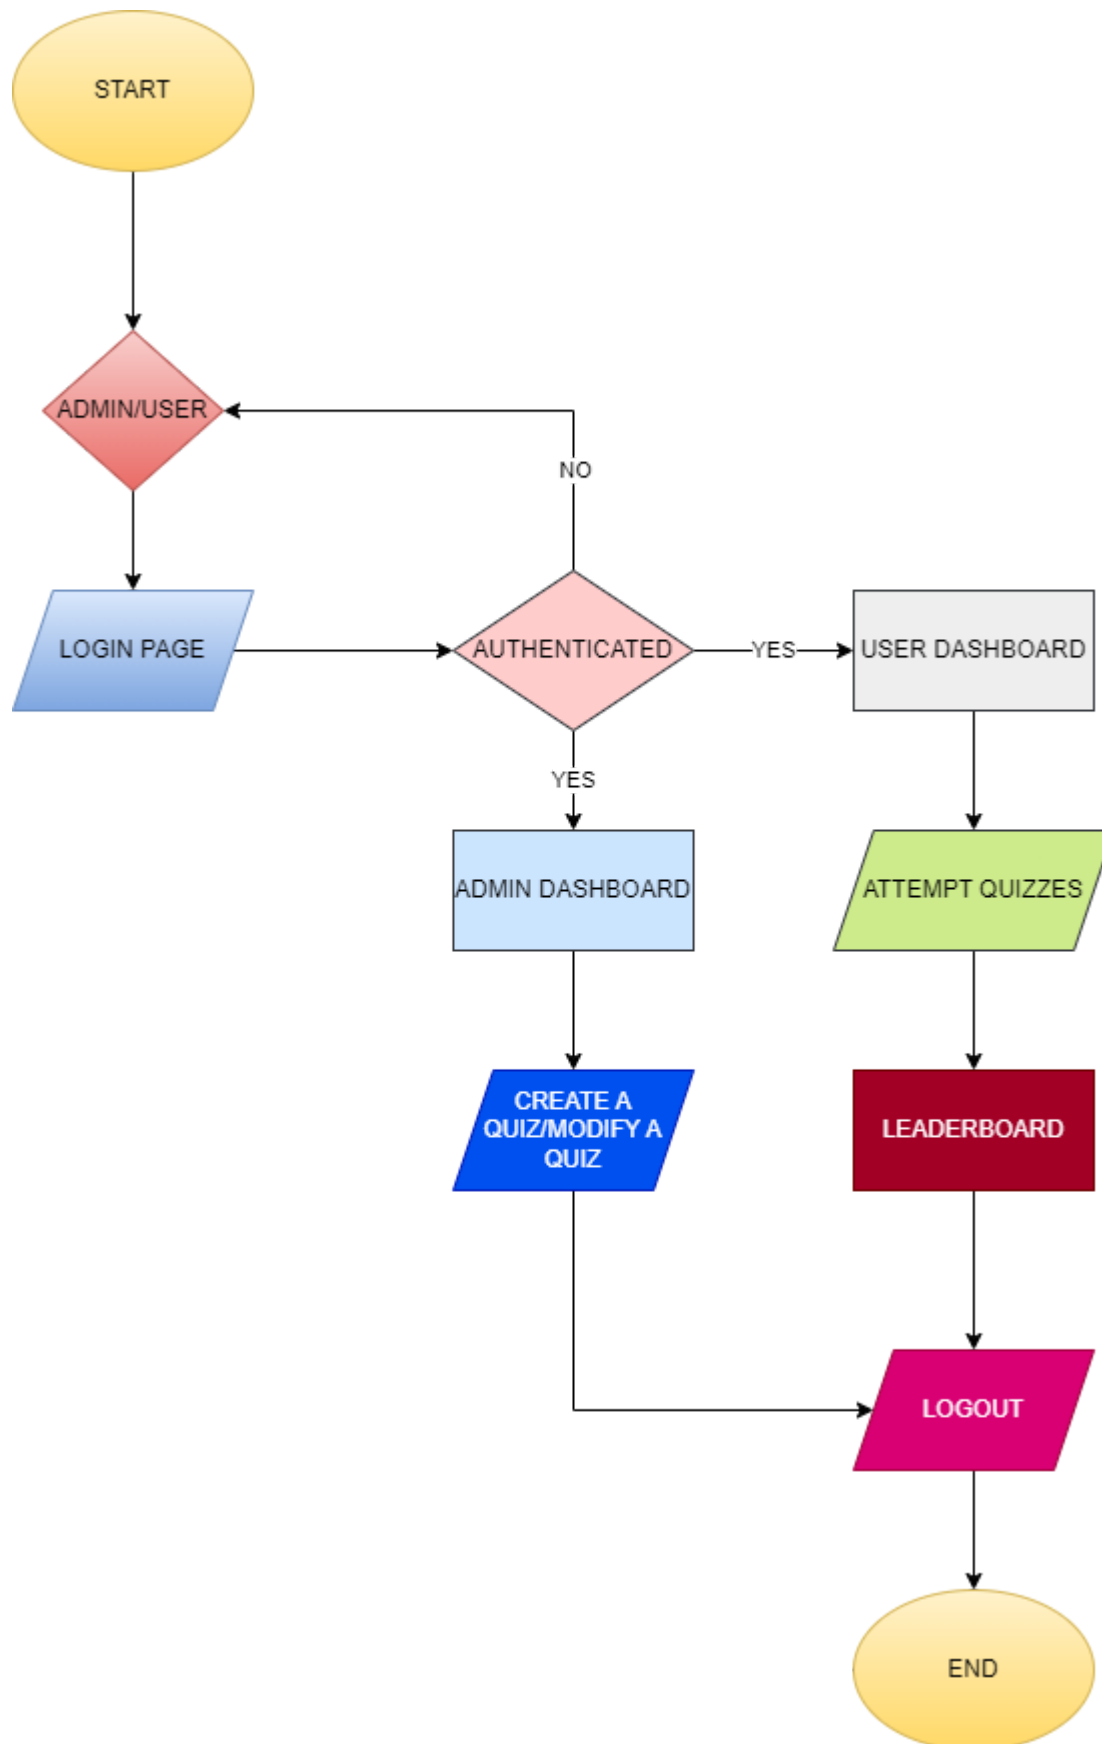 START
ADMIN/USER
NO
LOGIN PAGE
AUTHENTICATED
YES
USER DASHBOARD
YES
ADMIN DASHBOARD
ATTEMPT QUIZZES
CREATE A
QUIZ/MODIFY A
QUIZ
LEADERBOARD
LOGOUT
END